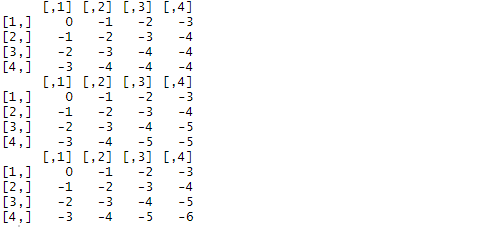 [,1] [,2] [,3] [,4]
[1,]    0   -1   -2   -3
[2,]   -1   -2   -3   -4
[3,]   -2   -3   -4   -4
[4,]   -3   -4   -4   -4
     [,1] [,2] [,3] [,4]
[1,]    0   -1   -2   -3
[2,]   -1   -2   -3   -4
[3,]   -2   -3   -4   -5
[4,]   -3   -4   -5   -5
     [,1] [,2] [,3] [,4]
[1,]    0   -1   -2   -3
[2,]   -1   -2   -3   -4
[3,]   -2   -3   -4   -5
[4,]   -3   -4   -5   -6